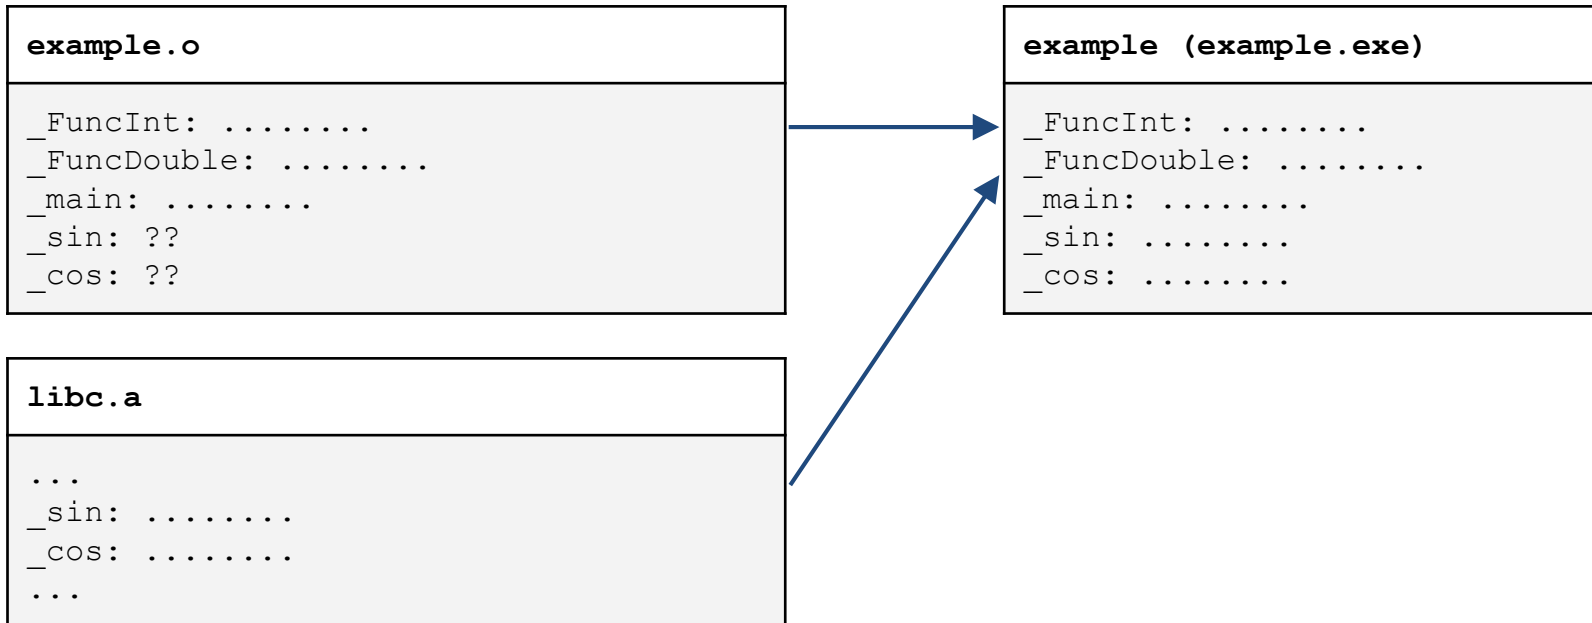 example.o
_FuncInt: ........
_FuncDouble: ........
_main: ........
_sin: ??
_cos: ??
libc.a
...
_sin: ........
_cos: ........
...
example (example.exe)
_FuncInt: ........
_FuncDouble: ........
_main: ........
_sin: ........
_cos: ........